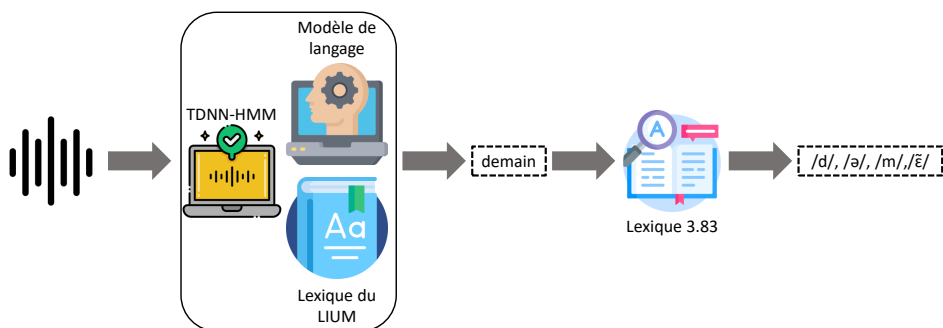 Modèle de
langage
TDNN-HMM
Aa
Lexique du
LIUM
demain
A
Lexique 3.83
/d/, /ə/, /m/,/ɛ̃/